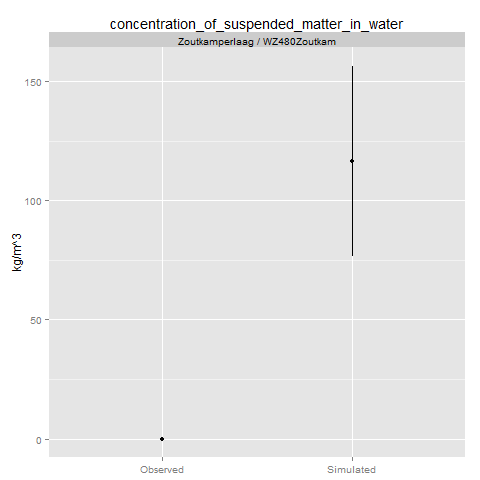 concentration_of_suspended_matter_in_water
Zoutkamperlaag / WZ480Zoutkam
kg/m^3
150
100
50
0
Observed
Simulated